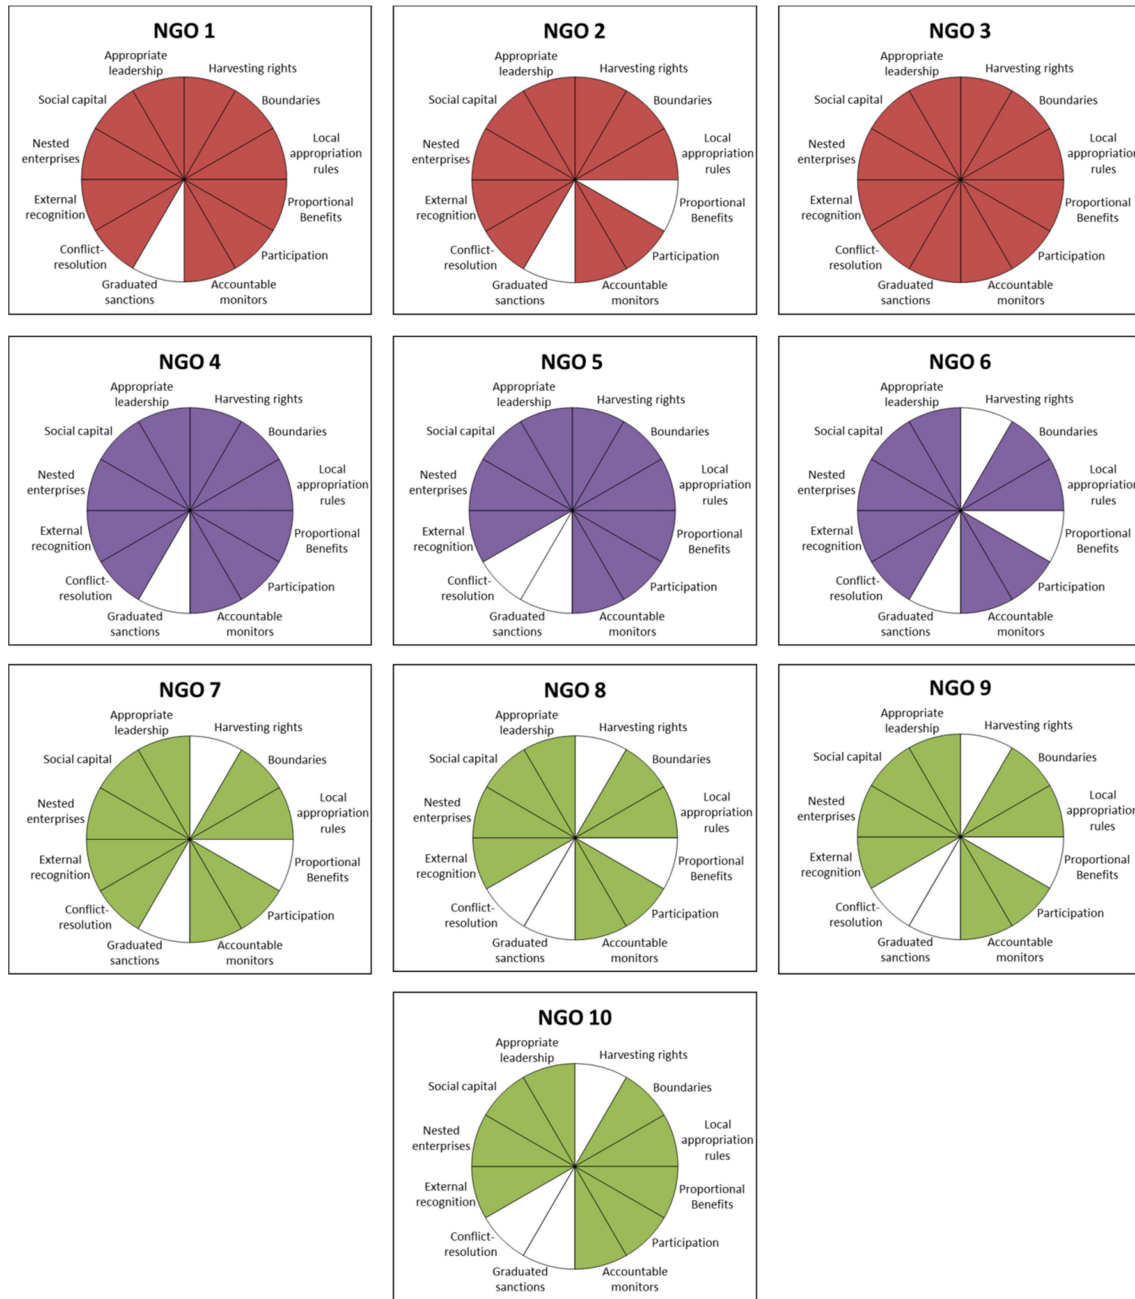 NGO 1
Appropriate
leadership
Harvesting rights
Social capital
Boundaries
Nested
enterprises
Local
appropriation
rules
External
recognition
Proportional
Benefits
Conflict-
resolution
Participation
Graduated
sanctions
Accountable
monitors
NGO 2
Appropriate
leadership
Harvesting rights
Social capital
Boundaries
Nested
enterprises
Local
appropriation
rules
External
recognition
Proportional
Benefits
Conflict-
resolution
Participation
Graduated
sanctions
Accountable
monitors
NGO 3
Appropriate
leadership
Harvesting rights
Social capital
Boundaries
Nested
enterprises
Local
appropriation
rules
External
recognition
Proportional
Benefits
Conflict-
resolution
Participation
Graduated
sanctions
Accountable
monitors
NGO 4
Appropriate
leadership
Harvesting rights
Social capital
Boundaries
Nested
enterprises
Local
appropriation
rules
External
recognition
Proportional
Benefits
Conflict-
resolution
Participation
Graduated
sanctions
Accountable
monitors
NGO 5
Appropriate
leadership
Harvesting rights
Social capital
Boundaries
Nested
enterprises
Local
appropriation
rules
External
recognition
Proportional
Benefits
Conflict-
resolution
Participation
Graduated
sanctions
Accountable
monitors
NGO 6
Appropriate
leadership
Harvesting rights
Social capital
Boundaries
Nested
enterprises
Local
appropriation
rules
External
recognition
Proportional
Benefits
Conflict-
resolution
Participation
Graduated
sanctions
Accountable
monitors
NGO 7
Appropriate
leadership
Harvesting rights
Social capital
Boundaries
Nested
enterprises
Local
appropriation
rules
External
recognition
Proportional
Benefits
Conflict-
resolution
Participation
Graduated
sanctions
Accountable
monitors
NGO 8
Appropriate
leadership
Harvesting rights
Social capital
Boundaries
Nested
enterprises
Local
appropriation
rules
External
recognition
Proportional
Benefits
Conflict-
resolution
Participation
Graduated
sanctions
Accountable
monitors
NGO 9
Appropriate
leadership
Harvesting rights
Social capital
Boundaries
Nested
enterprises
Local
appropriation
rules
External
recognition
Proportional
Benefits
Conflict-
resolution
Participation
Graduated
sanctions
Accountable
monitors
NGO 10
Appropriate
leadership
Harvesting rights
Social capital
Boundaries
Nested
enterprises
Local
appropriation
rules
External
recognition
Proportional
Benefits
Conflict-
resolution
Participation
Graduated
sanctions
Accountable
monitors